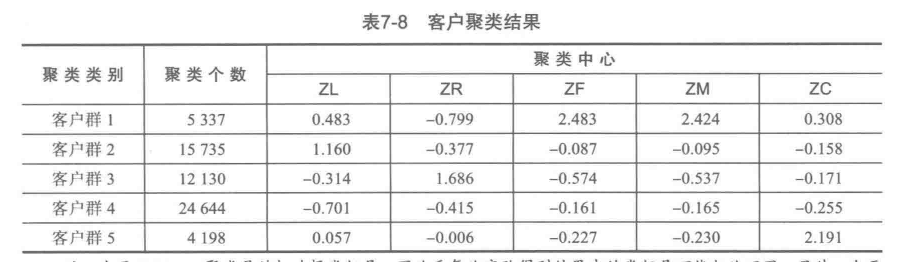 表7-8 客户聚类结果
聚类类别 聚类个数 聚类中心
ZL ZR ZF ZM ZC
客户群1 5 337 0.483 −0.799 2.483 2.424 0.308
客户群2 15 735 1.160 −0.377 −0.087 −0.095 −0.158
客户群3 12 130 −0.314 1.686 −0.574 −0.537 −0.171
客户群4 24 644 −0.701 −0.415 −0.161 −0.165 −0.255
客户群5 4 198 0.057 −0.006 −0.227 −0.230 2.191